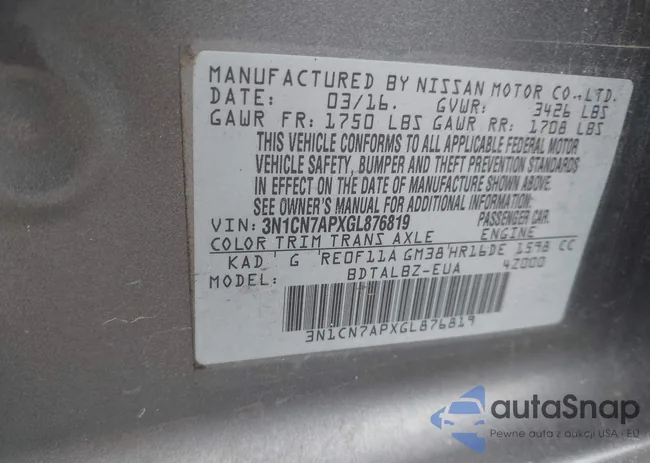 MANUFACTURED BY NISSAN MOTOR CO.,LTD.
DATE: 03/16. GVWR: 3426 LBS
GAWR FR: 1750 LBS GAWR RR: 1708 LBS
THIS VEHICLE CONFORMS TO ALL APPLICABLE FEDERAL MOTOR
VEHICLE SAFETY, BUMPER AND THEFT PREVENTION STANDARDS
IN EFFECT ON THE DATE OF MANUFACTURE SHOWN ABOVE.
SEE OWNER'S MANUAL FOR ADDITIONAL INFORMATION
VIN: 3N1CN7APXGL876819 PASSENGER CAR.
COLOR TRIM TRANS AXLE ENGINE
KAD G RE0F11A GM38 HR16DE 1598 CC
MODEL: BDTALBZ-EUA 42000
3N1CN7APXGL876819
autaSnap
Pewne auta z aukcji USA i EU